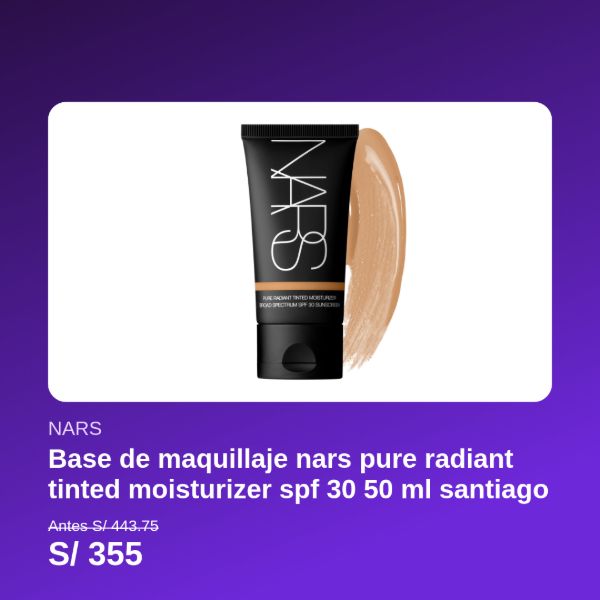 NARS
PURE RADIANT TINTED MOISTURIZER
BROAD SPECTRUM SPF 30 SUNSCREEN
NARS
Base de maquillaje nars pure radiant
tinted moisturizer spf 30 50 ml santiago
Antes S/ 443.75
S/ 355